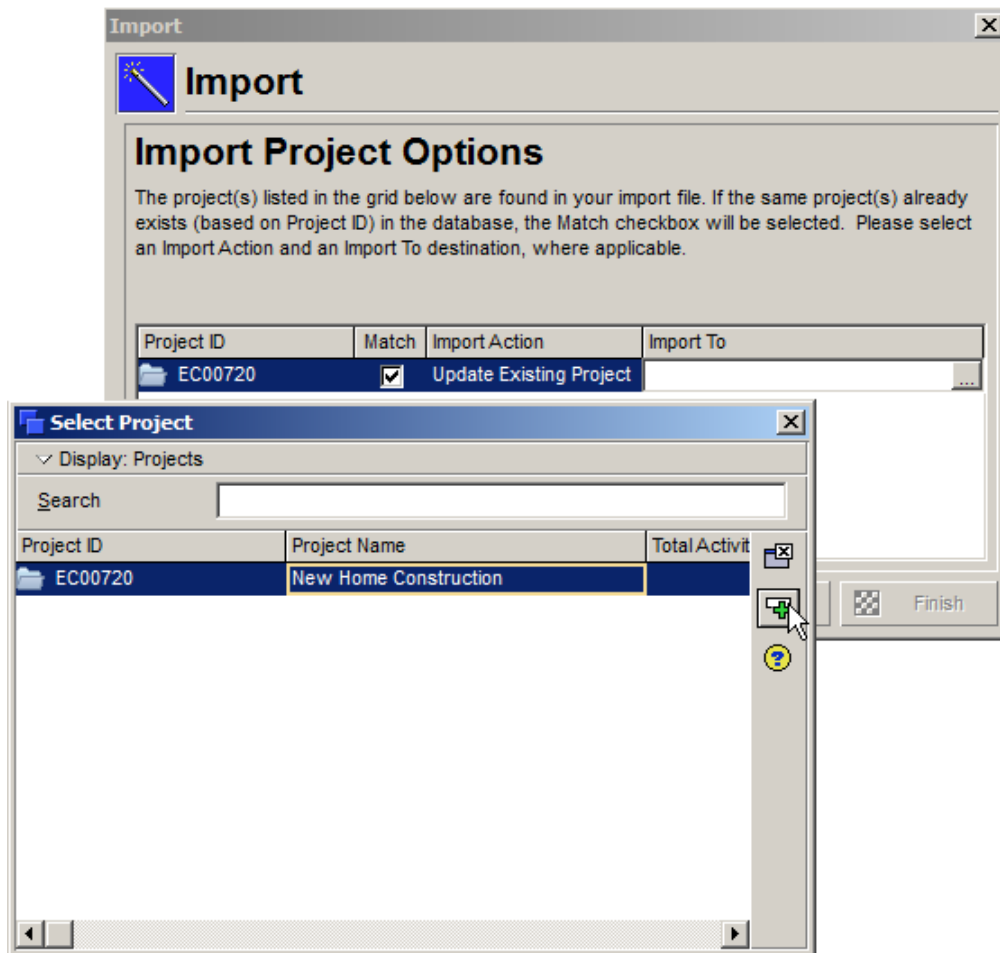 Import
Import
Import Project Options
The project(s) listed in the grid below are found in your import file. If the same project(s) already
exists (based on Project ID) in the database, the Match checkbox will be selected. Please select
an Import Action and an Import To destination, where applicable.
Project ID Match Import Action Import To
EC00720 Update Existing Project ...
Select Project
Display: Projects
Search
Project ID Project Name Total Activit
EC00720 New Home Construction
Finish